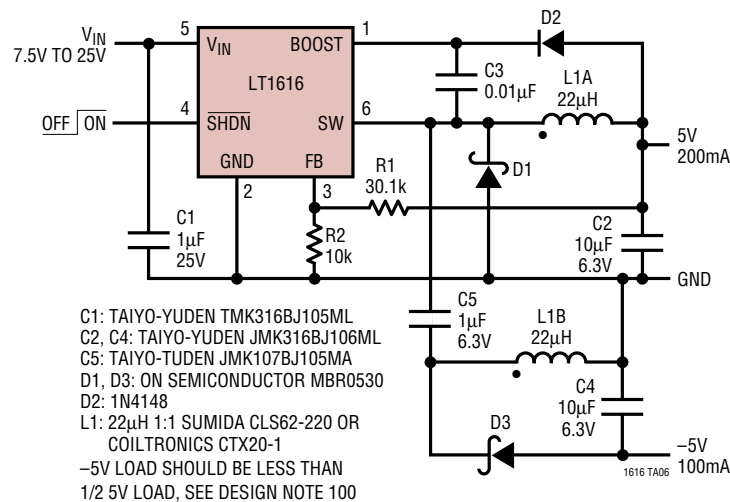 D2
V_IN
7.5V TO 25V
5
V_IN
BOOST
1
LT1616
C3
0.01µF
L1A
22µH
OFF ON
4
SHDN
SW
6
5V
200mA
GND
FB
D1
R1
30.1k
2
3
C1
1µF
25V
R2
10k
C2
10µF
6.3V
GND
C5
1µF
6.3V
L1B
22µH
C4
10µF
6.3V
D3
–5V
100mA
C1: TAIYO-YUDEN TMK316BJ105ML
C2, C4: TAIYO-YUDEN JMK316BJ106ML
C5: TAIYO-TUDEN JMK107BJ105MA
D1, D3: ON SEMICONDUCTOR MBR0530
D2: 1N4148
L1: 22µH 1:1 SUMIDA CLS62-220 OR
COILTRONICS CTX20-1
–5V LOAD SHOULD BE LESS THAN
1/2 5V LOAD, SEE DESIGN NOTE 100
1616 TA06